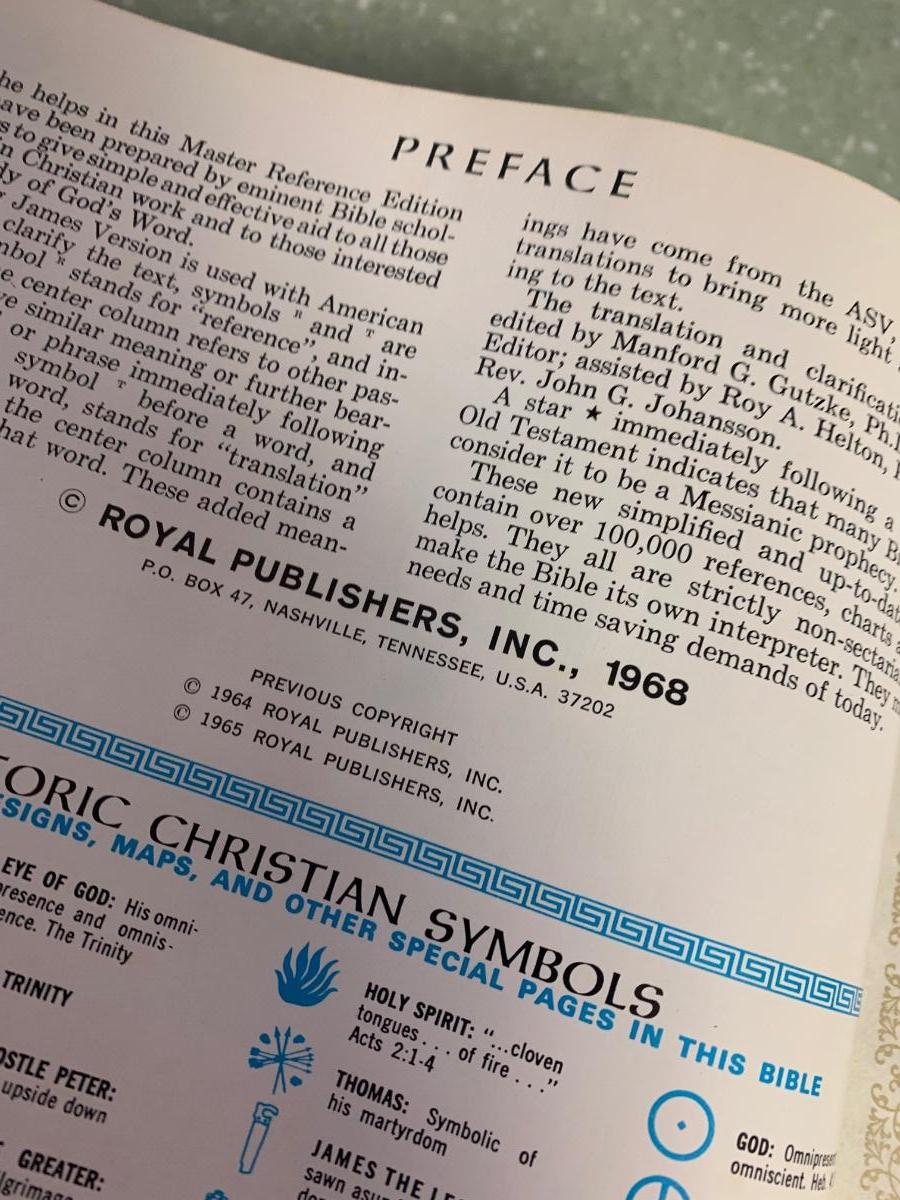 PREFACE
he helps in this Master Reference Edition
ave been prepared by eminent Bible schol-
s to give simple and effective aid to all those
n Christian work and to those interested
dy of God's Word.
James Version is used with American
clarify the text, symbols ᴿ and ᵀ are
mbol ᴿ stands for "reference", and in-
e center column refers to other pas-
ve similar meaning or further bear-
or phrase immediately following
symbol ᵀ before a word, and
word, stands for "translation"
the center column contains a
hat word. These added mean-
ings have come from the ASV,
translations to bring more light
ing to the text.
The translation and clarificati
edited by Manford G. Gutzke, Ph.
Editor; assisted by Roy A. Helton,
Rev. John G. Johansson.
A star ★ immediately following a
Old Testament indicates that many B
consider it to be a Messianic prophecy.
These new simplified and up-to-dat
contain over 100,000 references, charts
helps. They all are strictly non-sectaria
make the Bible its own interpreter. They
needs and time saving demands of today.
© ROYAL PUBLISHERS, INC., 1968
P.O. BOX 47, NASHVILLE, TENNESSEE, U.S.A. 37202
PREVIOUS COPYRIGHT
© 1964 ROYAL PUBLISHERS, INC.
© 1965 ROYAL PUBLISHERS, INC.
TORIC CHRISTIAN SYMBOLS
ESIGNS, MAPS, AND OTHER SPECIAL PAGES IN THIS BIBLE
EYE OF GOD: His omni-
presence and omnis-
ence. The Trinity
TRINITY
OSTLE PETER:
upside down
GREATER:
lgrimage
HOLY SPIRIT: "...cloven
tongues . . . of fire . . ."
Acts 2:1-4
THOMAS: Symbolic of
his martyrdom
JAMES THE LE
sawn asu
GOD: Omnipres
omniscient. Heb.